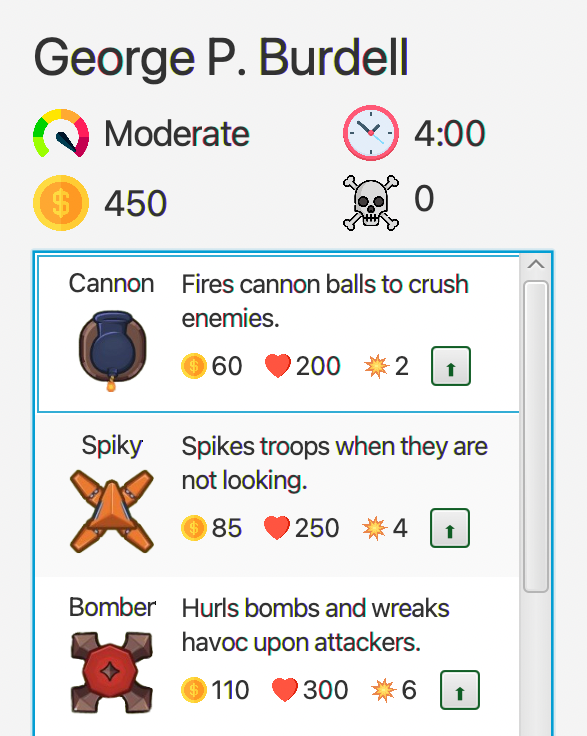 George P. Burdell
Moderate 4:00
450 0
Cannon
Fires cannon balls to crush
enemies.
60 200 2
Spiky
Spikes troops when they are
not looking.
85 250 4
Bomber
Hurls bombs and wreaks
havoc upon attackers.
110 300 6